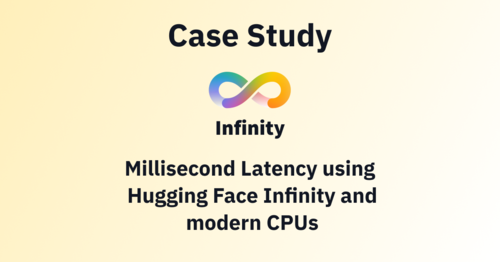 Case Study
Infinity
Millisecond Latency using
Hugging Face Infinity and
modern CPUs